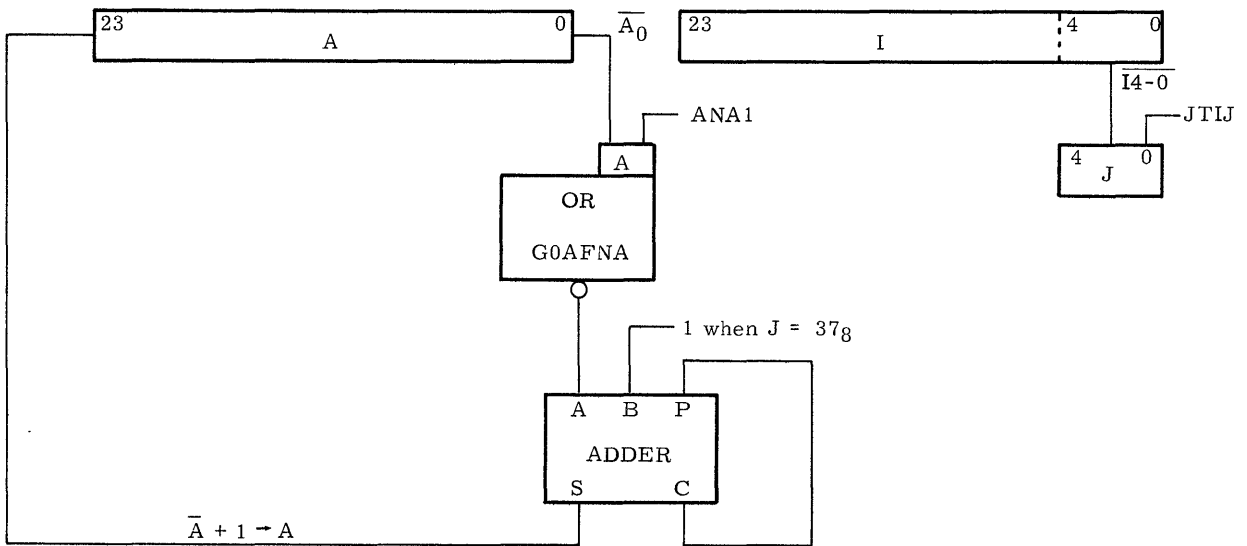 23 0 A̅₀ 23 4 0
A I
I̅4̅-̅0̅
ANA1 JTIJ
A 4 0
J
OR
G0AFNA
1 when J = 37₈
A B P
ADDER
S C
A̅ + 1 → A